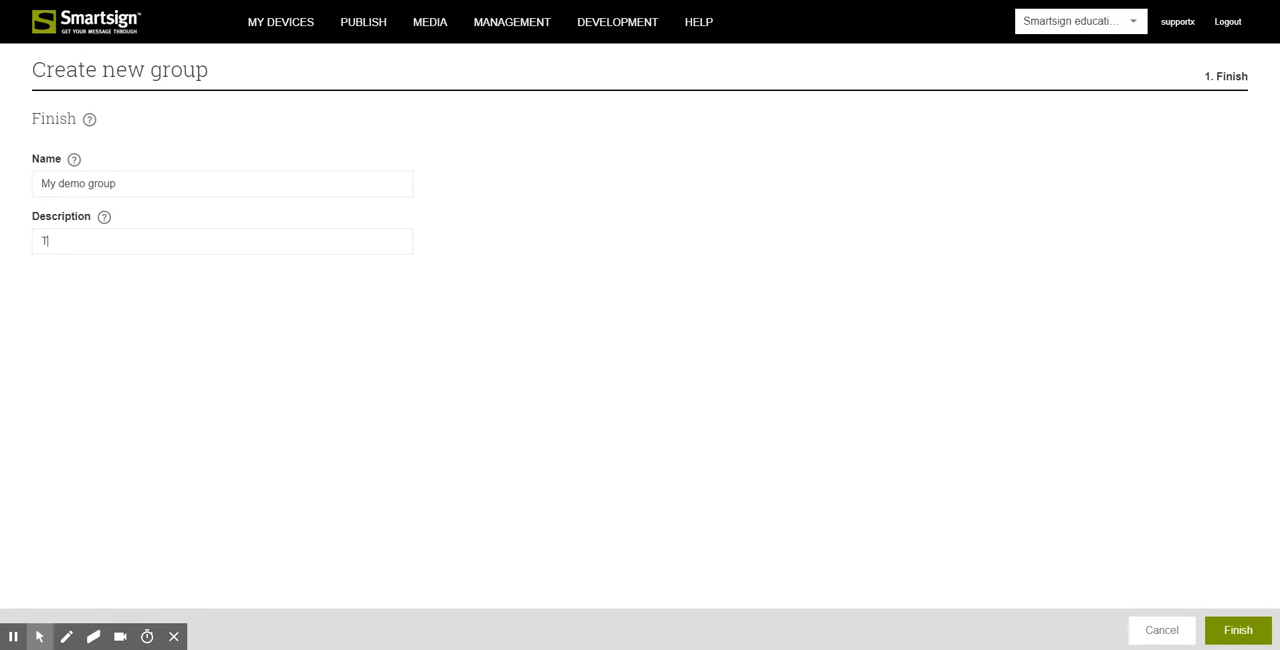 Smartsign™
GET YOUR MESSAGE THROUGH
MY DEVICES PUBLISH MEDIA MANAGEMENT DEVELOPMENT HELP
Smartsign educati... supportx Logout
Create new group
1. Finish
Finish ?
Name ?
My demo group
Description ?
T
Cancel Finish